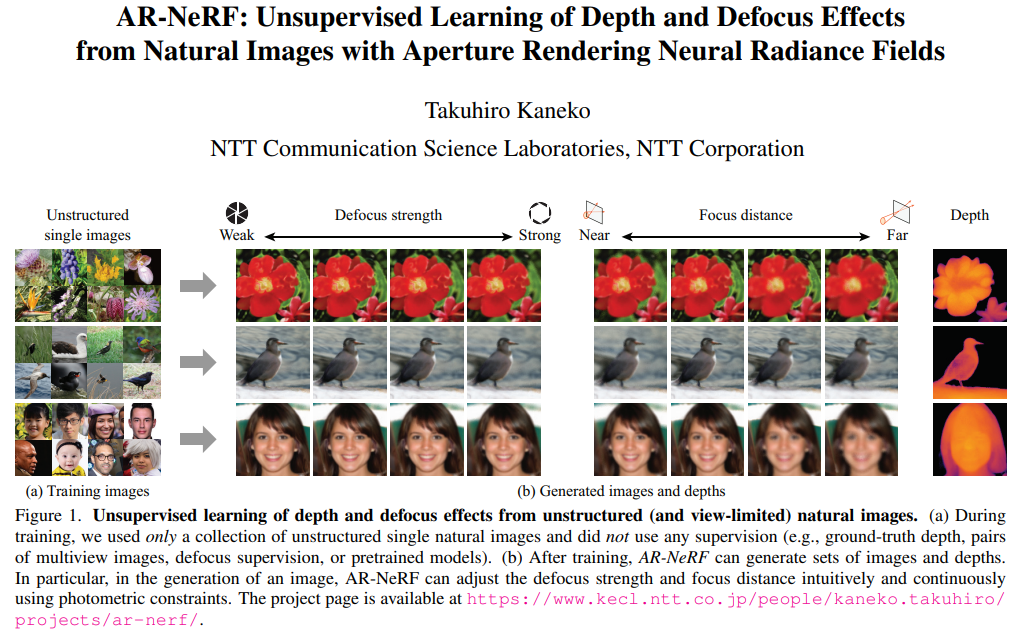 AR-NeRF: Unsupervised Learning of Depth and Defocus Effects
from Natural Images with Aperture Rendering Neural Radiance Fields
Takuhiro Kaneko
NTT Communication Science Laboratories, NTT Corporation
Unstructured
single images
Weak
Defocus strength
Strong
Near
Focus distance
Far
Depth
(a) Training images
(b) Generated images and depths
Figure 1. Unsupervised learning of depth and defocus effects from unstructured (and view-limited) natural images. (a) During
training, we used only a collection of unstructured single natural images and did not use any supervision (e.g., ground-truth depth, pairs
of multiview images, defocus supervision, or pretrained models). (b) After training, AR-NeRF can generate sets of images and depths.
In particular, in the generation of an image, AR-NeRF can adjust the defocus strength and focus distance intuitively and continuously
using photometric constraints. The project page is available at https://www.kecl.ntt.co.jp/people/kaneko.takuhiro/
projects/ar-nerf/.